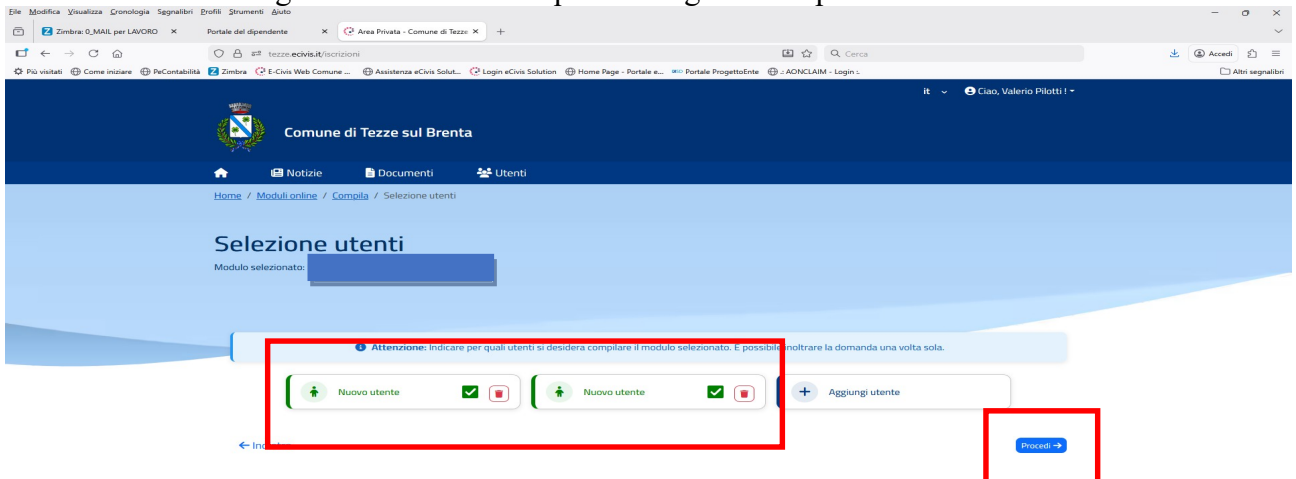 File Modifica Visualizza Cronologia Segnalibri Profili Strumenti Aiuto
Zimbra: 0_MAIL per LAVORO × Portale del dipendente × Area Privata - Comune di Tezze × +
tezze.ecivis.it/iscrizioni Cerca Accedi
Più visitati Come iniziare PeContabilità Zimbra E-Civis Web Comune ... Assistenza eCivis Solut... Login eCivis Solution Home Page - Portale e... Portale ProgettoEnte .: AONCLAIM - Login :. Altri segnalibri
it Ciao, Valerio Pilotti !
Comune di Tezze sul Brenta
Notizie Documenti Utenti
Home / Moduli online / Compila / Selezione utenti
Selezione utenti
Modulo selezionato:
Attenzione: Indicare per quali utenti si desidera compilare il modulo selezionato. È possibile inoltrare la domanda una volta sola.
Nuovo utente Nuovo utente + Aggiungi utente
← Procedi →